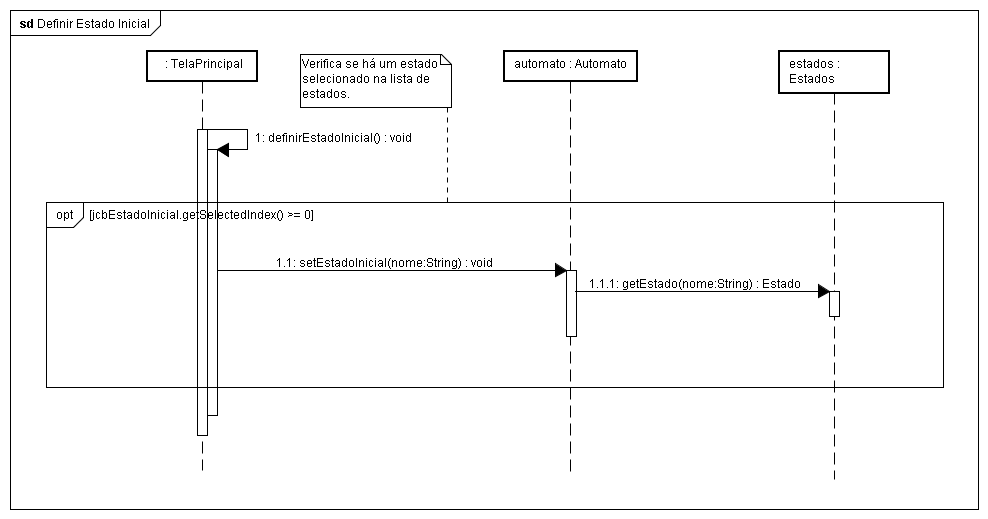 sd Definir Estado Inicial
: TelaPrincipal
Verifica se há um estado
selecionado na lista de
estados.
automato : Automato
estados :
Estados
1: definirEstadoInicial() : void
opt [jcbEstadoInicial.getSelectedIndex() >= 0]
1.1: setEstadoInicial(nome:String) : void
1.1.1: getEstado(nome:String) : Estado